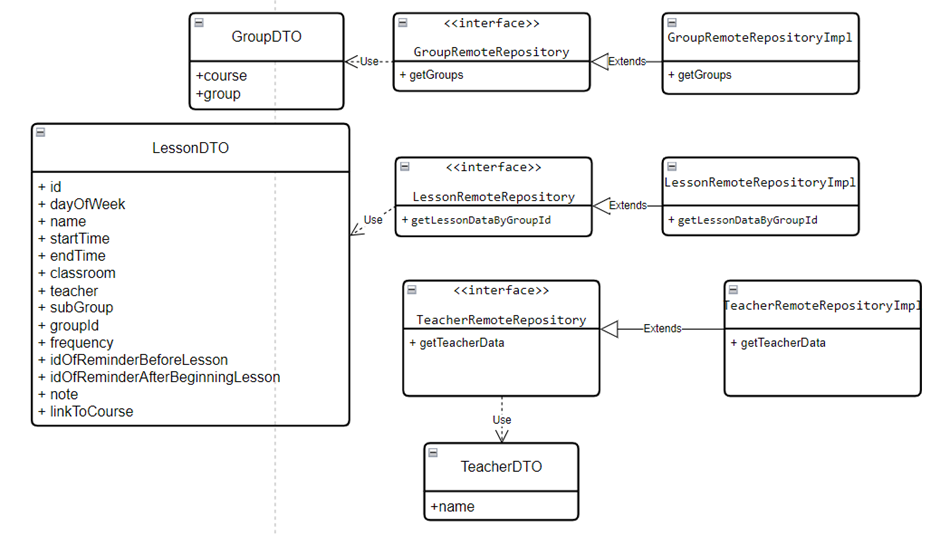 GroupDTO
+course
+group
Use
<<interface>>
GroupRemoteRepository
+ getGroups
Extends
GroupRemoteRepositoryImpl
+ getGroups
LessonDTO
+ id
+ dayOfWeek
+ name
+ startTime
+ endTime
+ classroom
+ teacher
+ subGroup
+ groupId
+ frequency
+ idOfReminderBeforeLesson
+ idOfReminderAfterBeginningLesson
+ note
+ linkToCourse
Use
<<interface>>
LessonRemoteRepository
+ getLessonDataByGroupId
Extends
LessonRemoteRepositoryImpl
+ getLessonDataByGroupId
<<interface>>
TeacherRemoteRepository
+ getTeacherData
Extends
TeacherRemoteRepositoryImpl
+ getTeacherData
Use
TeacherDTO
+name